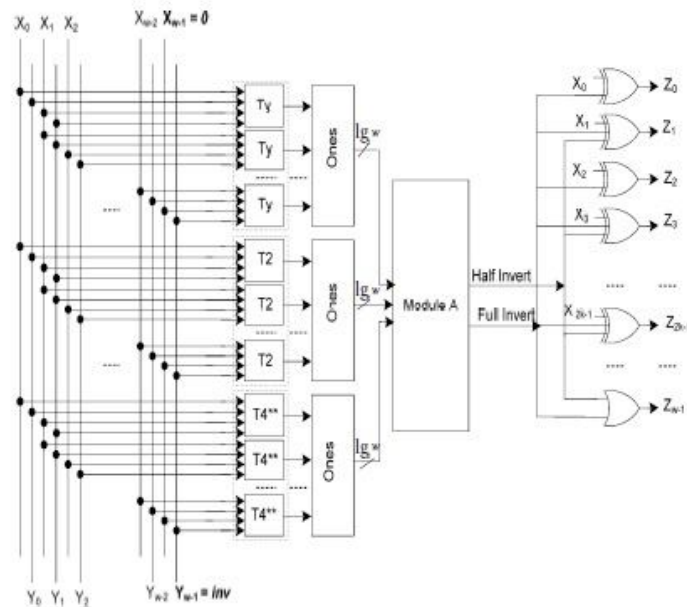 X0 X1 X2 Xw-2 Xw-1 = 0
Ty
Ty
Ty
Ones
lg w
T2
T2
T2
Ones
lg w
T4**
T4**
T4**
Ones
lg w
Module A
Half Invert
Full Invert
X0 Z0
X1 Z1
X2 Z2
X3 Z3
X2k-1 Z2k-
Zw-1
Y0 Y1 Y2 Yw-2 Yw-1 = inv